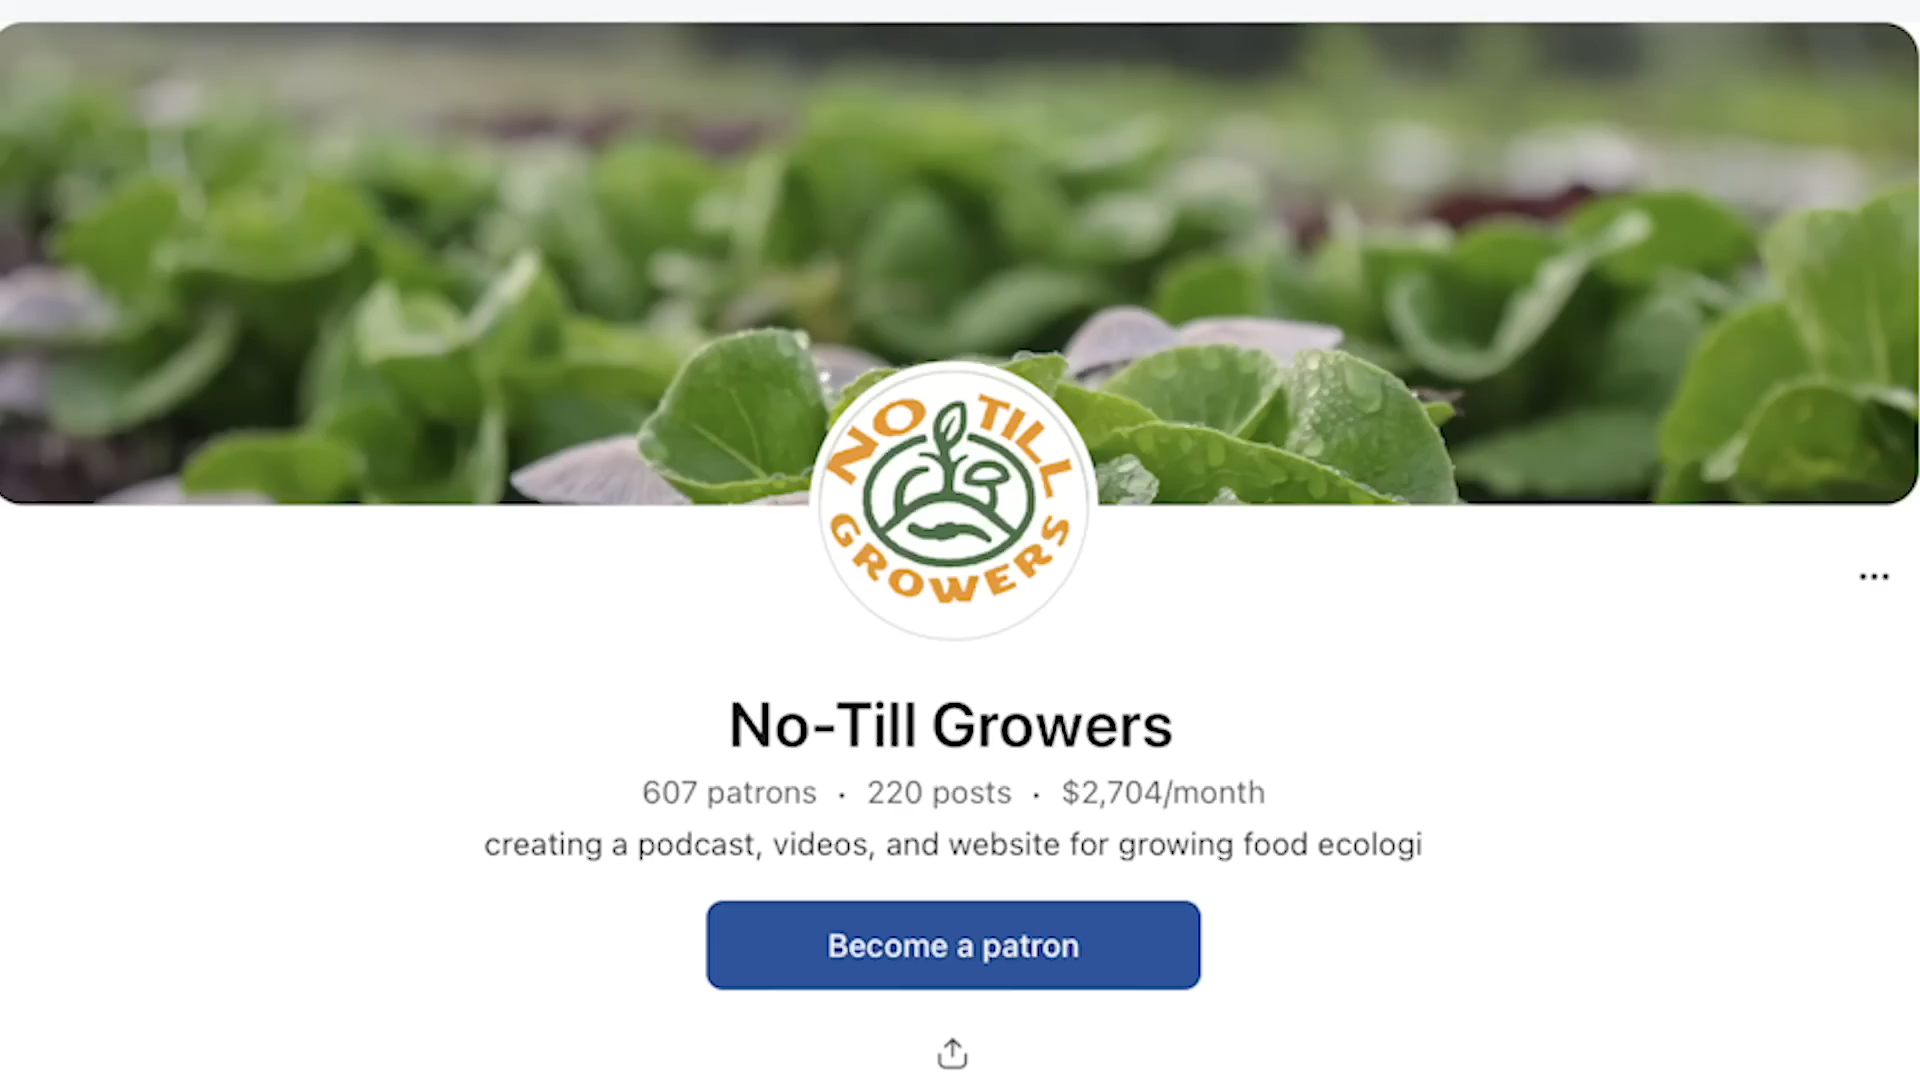 NO TILL
GROWERS
No-Till Growers
607 patrons · 220 posts · $2,704/month
creating a podcast, videos, and website for growing food ecologi
Become a patron